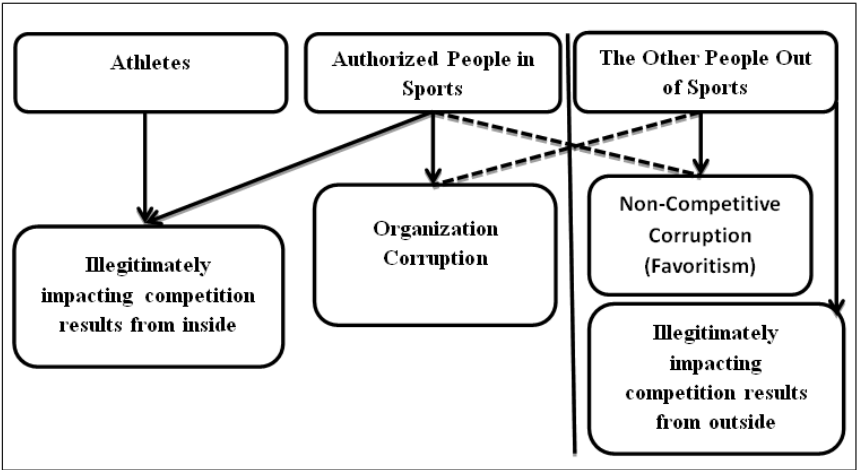 Athletes
Authorized People in
Sports
The Other People Out
of Sports
Illegitimately
impacting competition
results from inside
Organization
Corruption
Non-Competitive
Corruption
(Favoritism)
Illegitimately
impacting
competition results
from outside